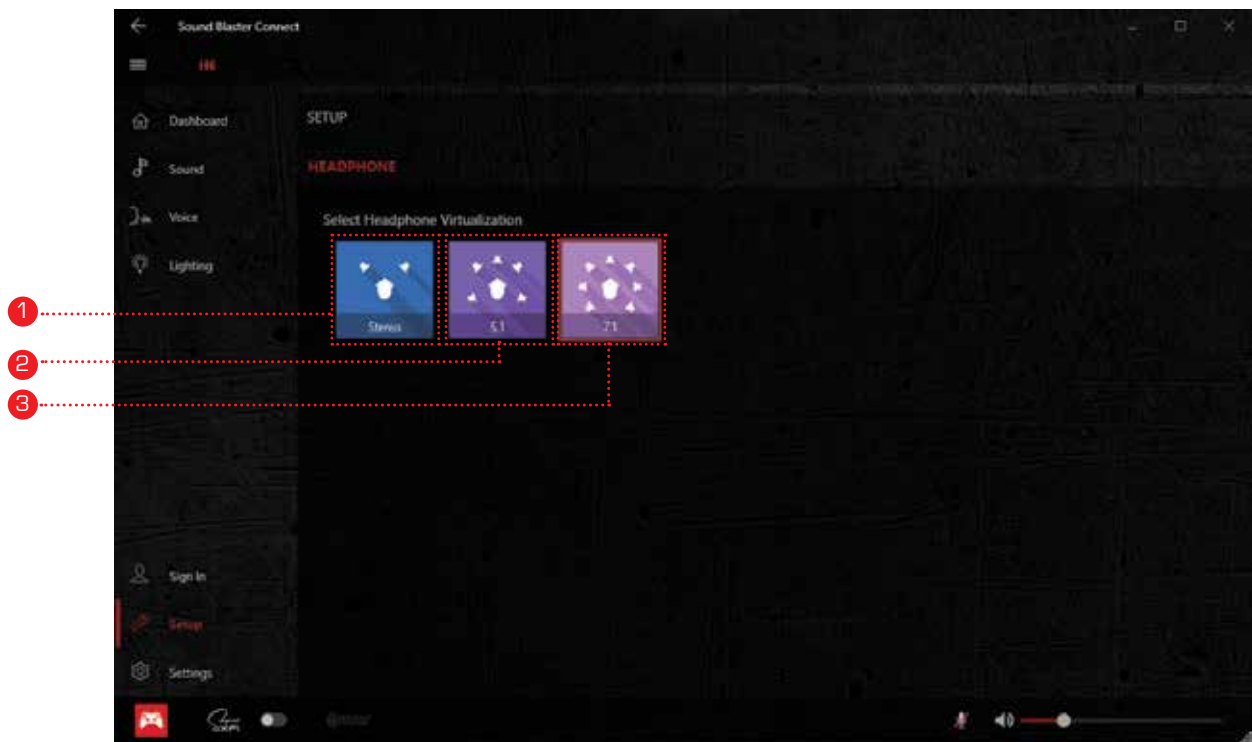 Sound Blaster Connect
H6
Dashboard
SETUP
Sound
HEADPHONE
Voice
Select Headphone Virtualization
Lighting
1
Stereo
5.1
7.1
2
3
Sign In
Setup
Settings